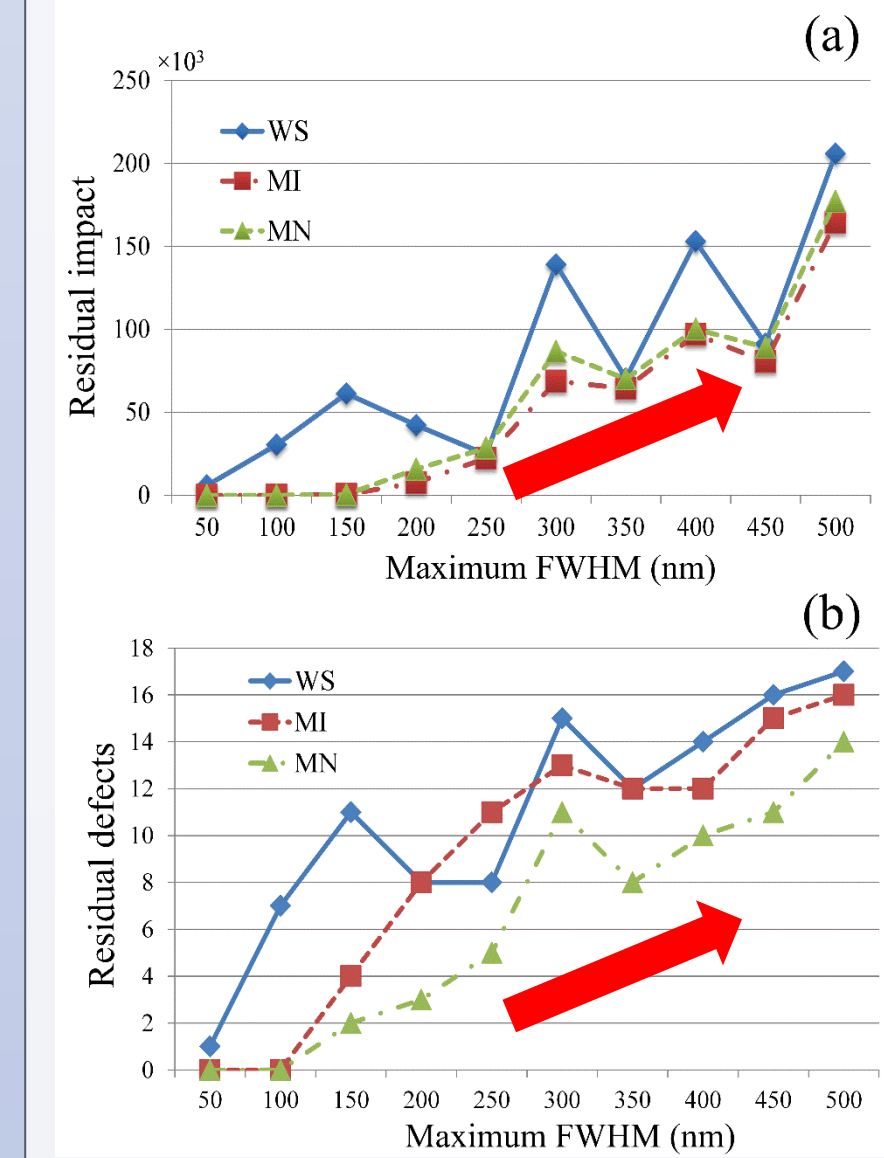 (a)
×10³
250
200
150
100
50
0
Residual impact
WS
MI
MN
50 100 150 200 250 300 350 400 450 500
Maximum FWHM (nm)
(b)
18
16
14
12
10
8
6
4
2
0
Residual defects
WS
MI
MN
50 100 150 200 250 300 350 400 450 500
Maximum FWHM (nm)